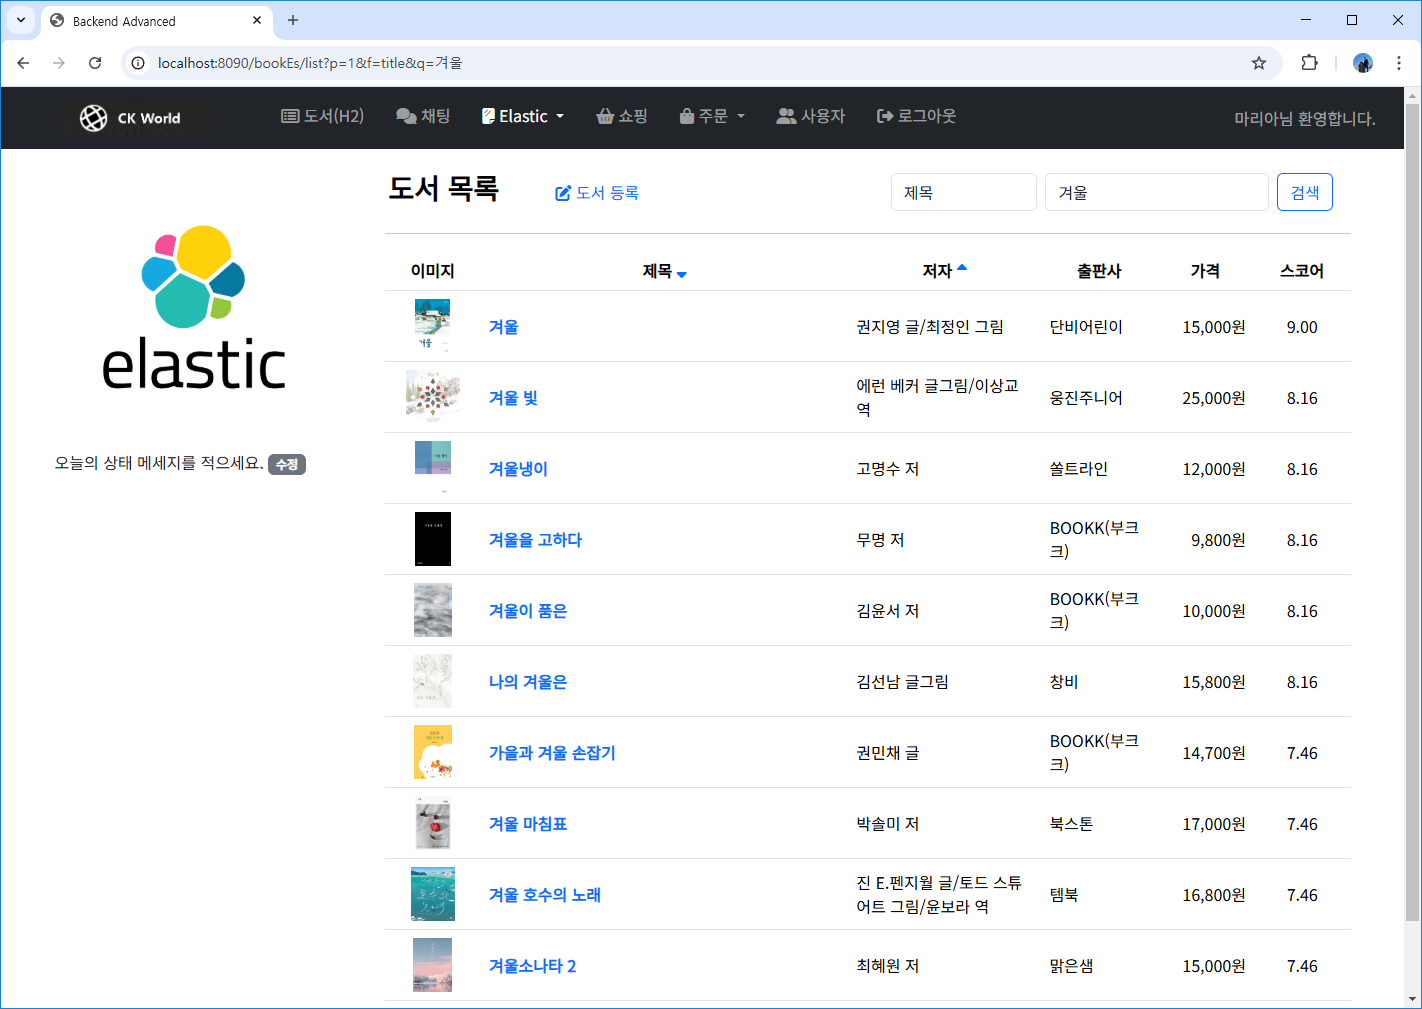 Backend Advanced
localhost:8090/bookEs/list?p=1&f=title&q=겨울
CK World
도서(H2)
채팅
Elastic
쇼핑
주문
사용자
로그아웃
마리아님 환영합니다.
도서 목록
도서 등록
제목
겨울
검색
elastic
오늘의 상태 메세지를 적으세요. 수정
이미지 제목 저자 출판사 가격 스코어
겨울 권지영 글/최정인 그림 단비어린이 15,000원 9.00
겨울 빛 에런 베커 글그림/이상교
역 웅진주니어 25,000원 8.16
겨울냉이 고명수 저 쏠트라인 12,000원 8.16
겨울을 고하다 무명 저 BOOKK(부크
크) 9,800원 8.16
겨울이 품은 김윤서 저 BOOKK(부크
크) 10,000원 8.16
나의 겨울은 김선남 글그림 창비 15,800원 8.16
가을과 겨울 손잡기 권민채 글 BOOKK(부크
크) 14,700원 7.46
겨울 마침표 박솔미 저 북스톤 17,000원 7.46
겨울 호수의 노래 진 E.펜지월 글/토드 스튜
어트 그림/윤보라 역 템북 16,800원 7.46
겨울소나타 2 최혜원 저 맑은샘 15,000원 7.46